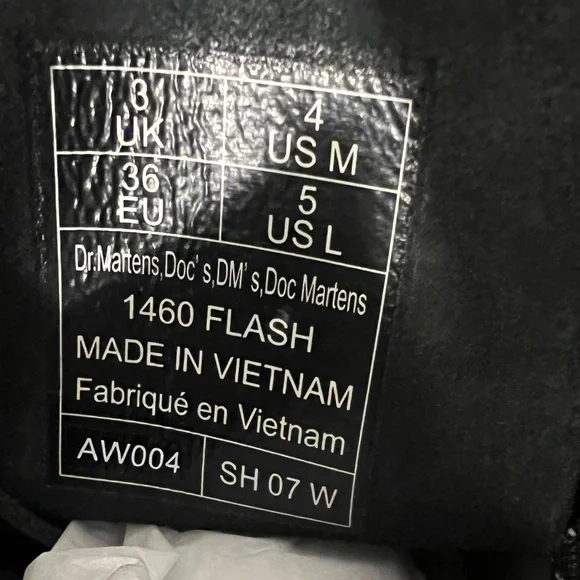 3 4
UK US M
36 5
EU US L
Dr.Martens,Doc's,DM's,Doc Martens
1460 FLASH
MADE IN VIETNAM
Fabriqué en Vietnam
AW004 SH 07 W